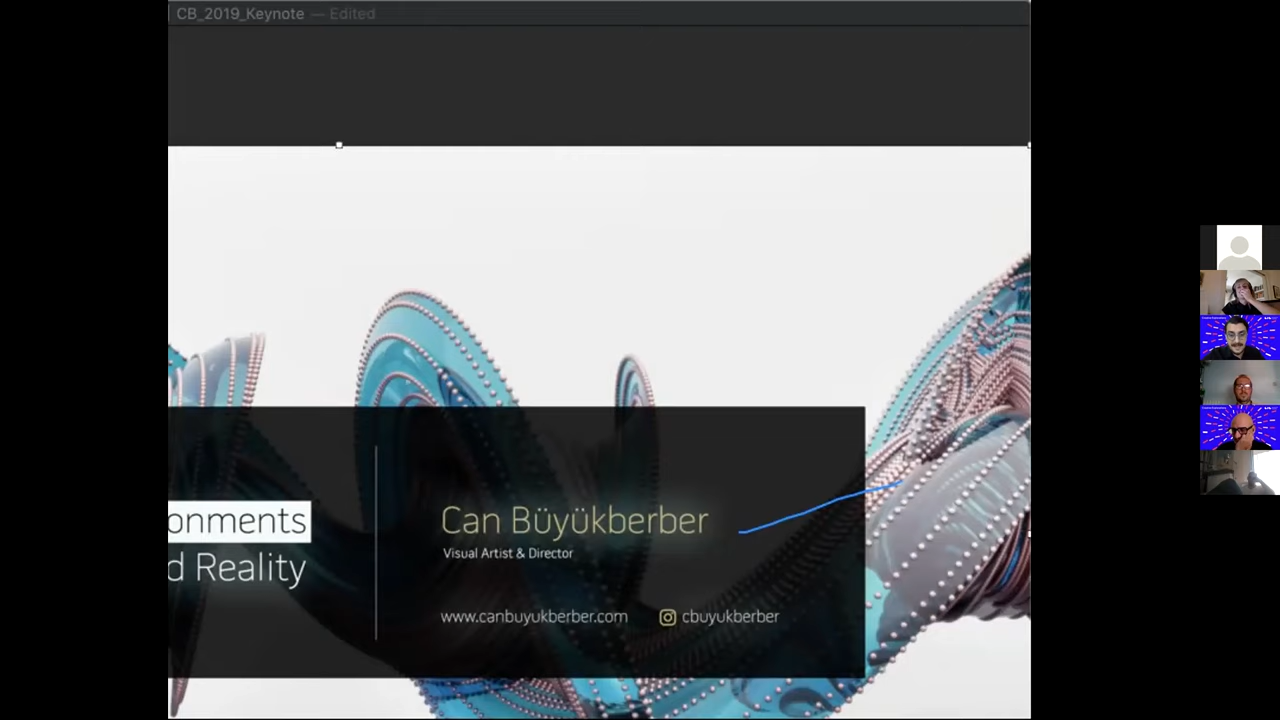 CB_2019_Keynote — Edited
onments
d Reality
Can Büyükberber
Visual Artist & Director
www.canbuyukberber.com
cbuyukberber